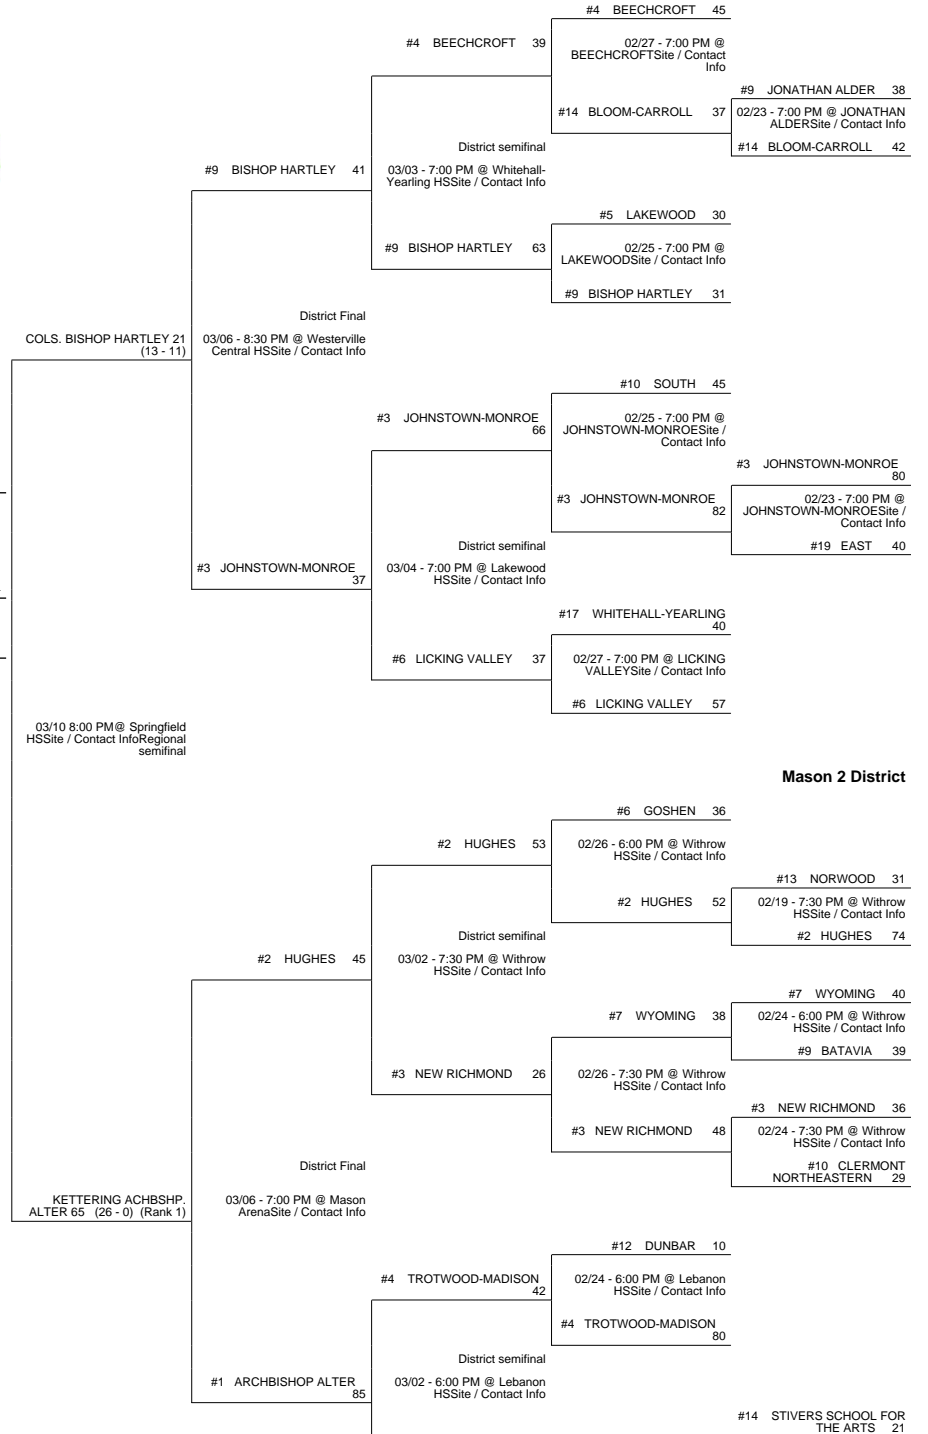 #4 BEECHCROFT 45
#4 BEECHCROFT 39
02/27 - 7:00 PM @
BEECHCROFTSite / Contact
Info
#9 JONATHAN ALDER 38
#14 BLOOM-CARROLL 37
02/23 - 7:00 PM @ JONATHAN
ALDERSite / Contact Info
#14 BLOOM-CARROLL 42
District semifinal
#9 BISHOP HARTLEY 41
03/03 - 7:00 PM @ Whitehall-
Yearling HSSite / Contact Info
#5 LAKEWOOD 30
#9 BISHOP HARTLEY 63
02/25 - 7:00 PM @
LAKEWOODSite / Contact Info
#9 BISHOP HARTLEY 31
District Final
COLS. BISHOP HARTLEY 21
(13 - 11)
03/06 - 8:30 PM @ Westerville
Central HSSite / Contact Info
#10 SOUTH 45
#3 JOHNSTOWN-MONROE
66
02/25 - 7:00 PM @
JOHNSTOWN-MONROESite /
Contact Info
#3 JOHNSTOWN-MONROE
80
#3 JOHNSTOWN-MONROE
82
02/23 - 7:00 PM @
JOHNSTOWN-MONROESite /
Contact Info
#19 EAST 40
District semifinal
#3 JOHNSTOWN-MONROE
37
03/04 - 7:00 PM @ Lakewood
HSSite / Contact Info
#17 WHITEHALL-YEARLING
40
#6 LICKING VALLEY 37
02/27 - 7:00 PM @ LICKING
VALLEYSite / Contact Info
#6 LICKING VALLEY 57
03/10 8:00 PM@ Springfield
HSSite / Contact InfoRegional
semifinal
Mason 2 District
#6 GOSHEN 36
#2 HUGHES 53
02/26 - 6:00 PM @ Withrow
HSSite / Contact Info
#13 NORWOOD 31
#2 HUGHES 52
02/19 - 7:30 PM @ Withrow
HSSite / Contact Info
#2 HUGHES 74
District semifinal
#2 HUGHES 45
03/02 - 7:30 PM @ Withrow
HSSite / Contact Info
#7 WYOMING 40
#7 WYOMING 38
02/24 - 6:00 PM @ Withrow
HSSite / Contact Info
#9 BATAVIA 39
#3 NEW RICHMOND 26
02/26 - 7:30 PM @ Withrow
HSSite / Contact Info
#3 NEW RICHMOND 36
#3 NEW RICHMOND 48
02/24 - 7:30 PM @ Withrow
HSSite / Contact Info
#10 CLERMONT
NORTHEASTERN 29
District Final
KETTERING ACHBSHP.
ALTER 65 (26 - 0) (Rank 1)
03/06 - 7:00 PM @ Mason
ArenaSite / Contact Info
#12 DUNBAR 10
#4 TROTWOOD-MADISON
42
02/24 - 6:00 PM @ Lebanon
HSSite / Contact Info
#4 TROTWOOD-MADISON
80
District semifinal
#1 ARCHBISHOP ALTER
85
03/02 - 6:00 PM @ Lebanon
HSSite / Contact Info
#14 STIVERS SCHOOL FOR
THE ARTS 21